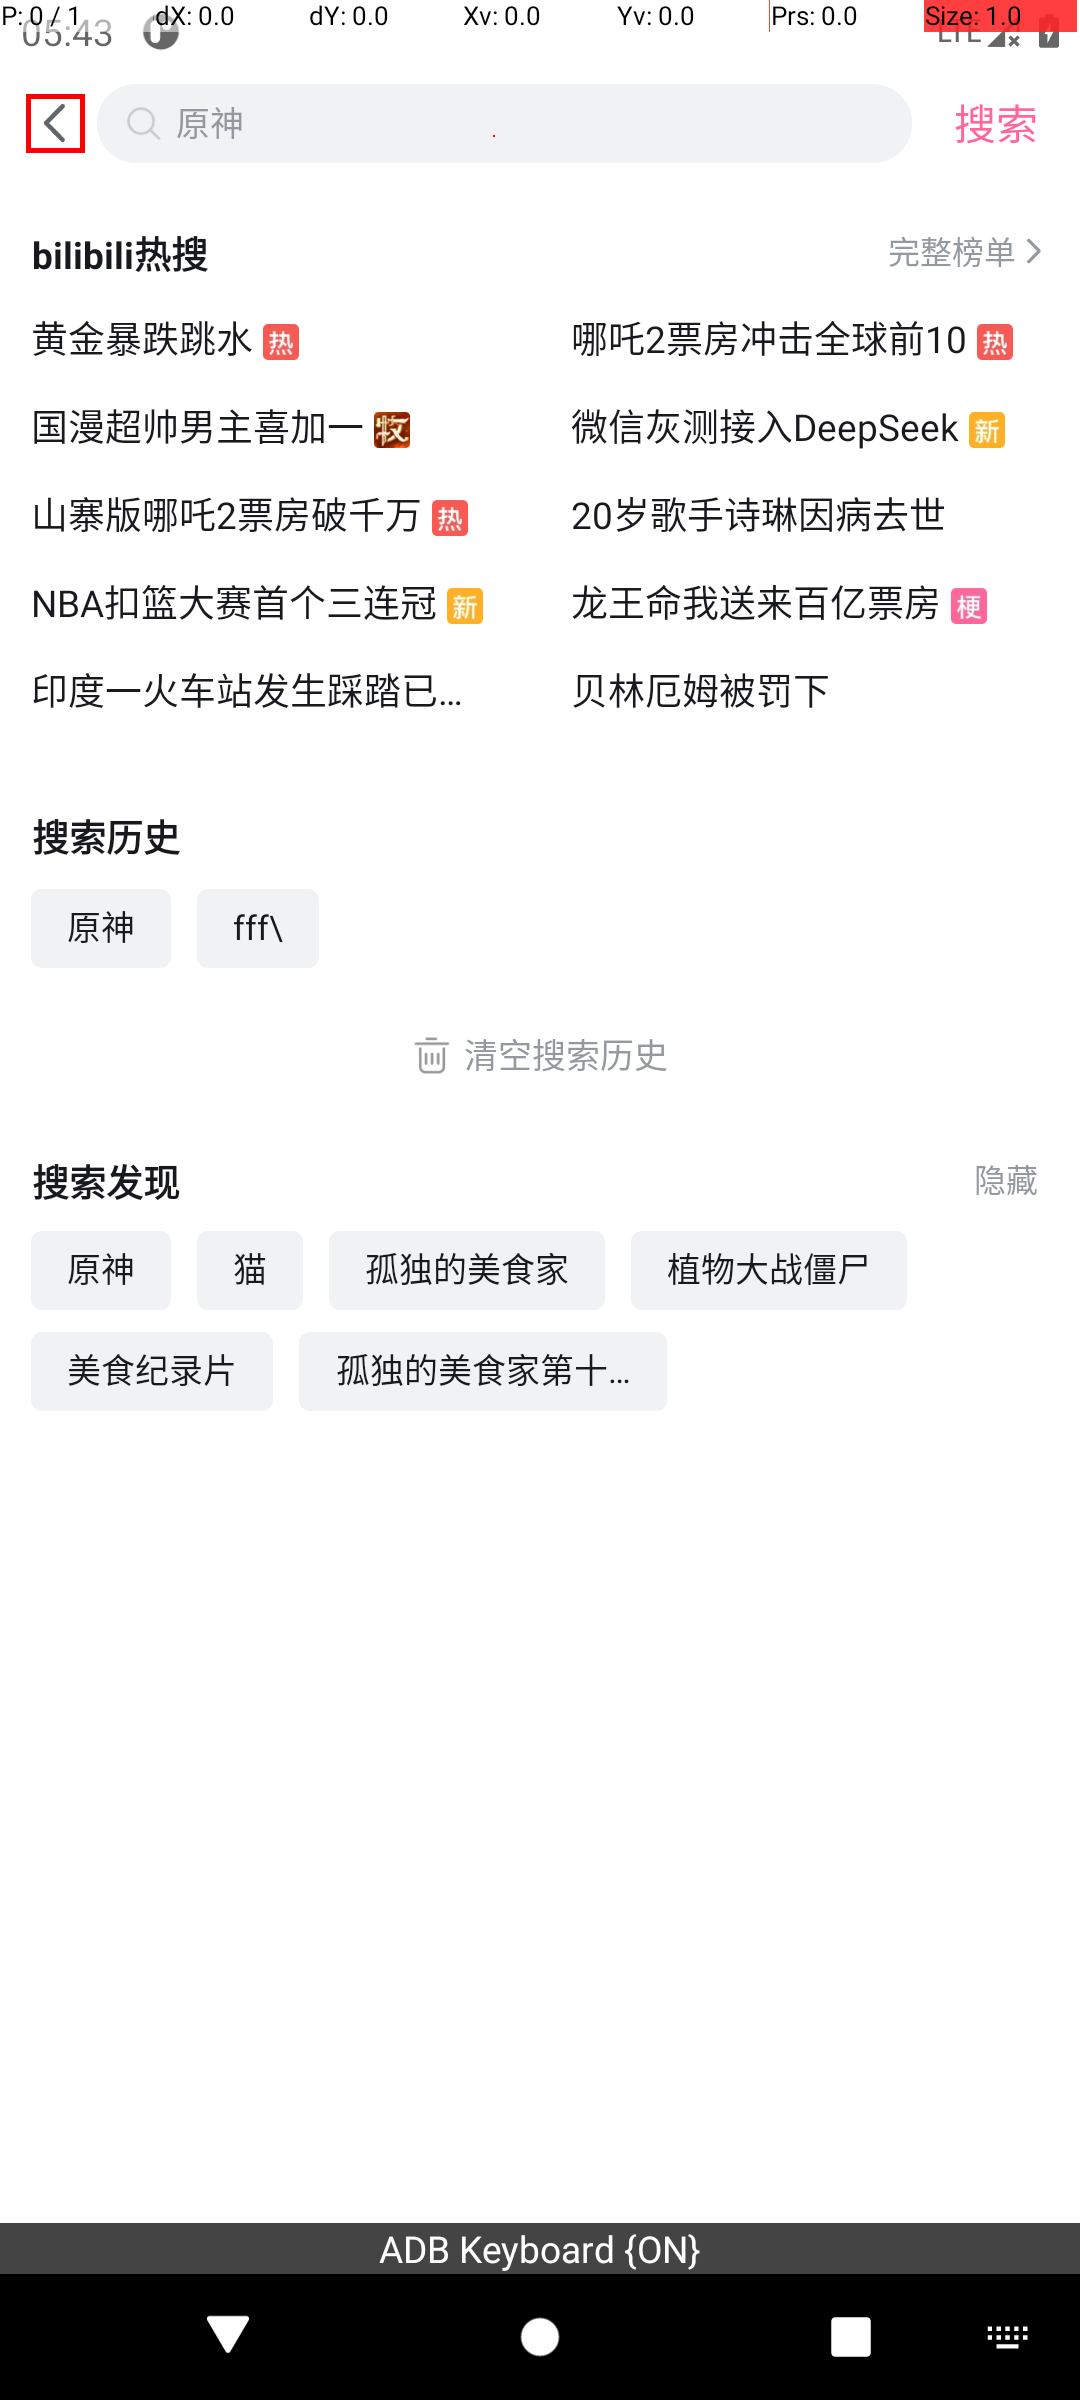 P: 0 / 1 dX: 0.0 dY: 0.0 Xv: 0.0 Yv: 0.0 Prs: 0.0 Size: 1.0
05:43 LTE
原神 搜索
bilibili热搜 完整榜单
黄金暴跌跳水 热 哪吒2票房冲击全球前10 热
国漫超帅男主喜加一 牧 微信灰测接入DeepSeek 新
山寨版哪吒2票房破千万 热 20岁歌手诗琳因病去世
NBA扣篮大赛首个三连冠 新 龙王命我送来百亿票房 梗
印度一火车站发生踩踏已... 贝林厄姆被罚下
搜索历史
原神 fff\
清空搜索历史
搜索发现 隐藏
原神 猫 孤独的美食家 植物大战僵尸
美食纪录片 孤独的美食家第十...
ADB Keyboard {ON}